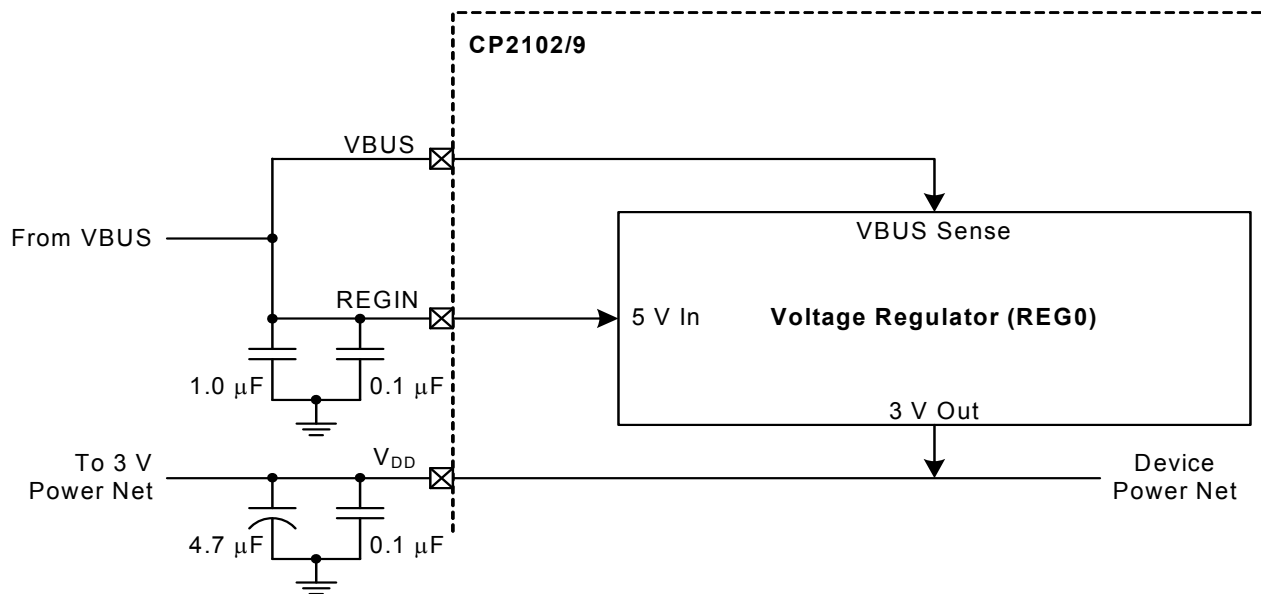 CP2102/9
VBUS
From VBUS
VBUS Sense
REGIN
5 V In
Voltage Regulator (REG0)
1.0 μF
0.1 μF
3 V Out
To 3 V
Power Net
VDD
Device
Power Net
4.7 μF
0.1 μF